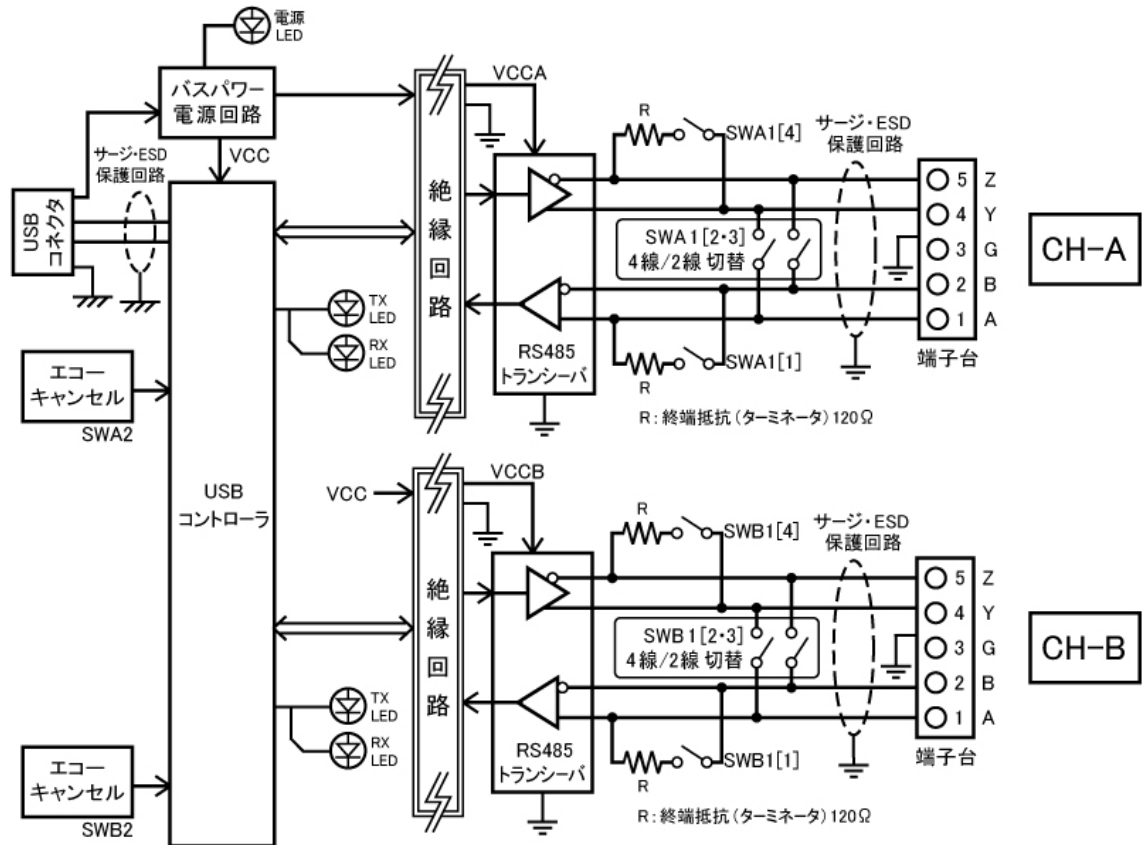 電源
LED
バスパワー
電源回路
VCC
サージ・ESD
保護回路
USB
コネクタ
TX
LED
RX
LED
エコー
キャンセル
SWA2
USB
コントローラ
TX
LED
RX
LED
エコー
キャンセル
SWB2
絶縁回路
VCCA
R
SWA1[4]
サージ・ESD
保護回路
SWA1[2・3]
4線/2線 切替
RS485
トランシーバ
SWA1[1]
R
R:終端抵抗(ターミネータ)120Ω
5 Z
4 Y
3 G
2 B
1 A
端子台
CH-A
VCC
絶縁回路
VCCB
R
SWB1[4]
サージ・ESD
保護回路
SWB1[2・3]
4線/2線 切替
RS485
トランシーバ
SWB1[1]
R
R:終端抵抗(ターミネータ)120Ω
5 Z
4 Y
3 G
2 B
1 A
端子台
CH-B